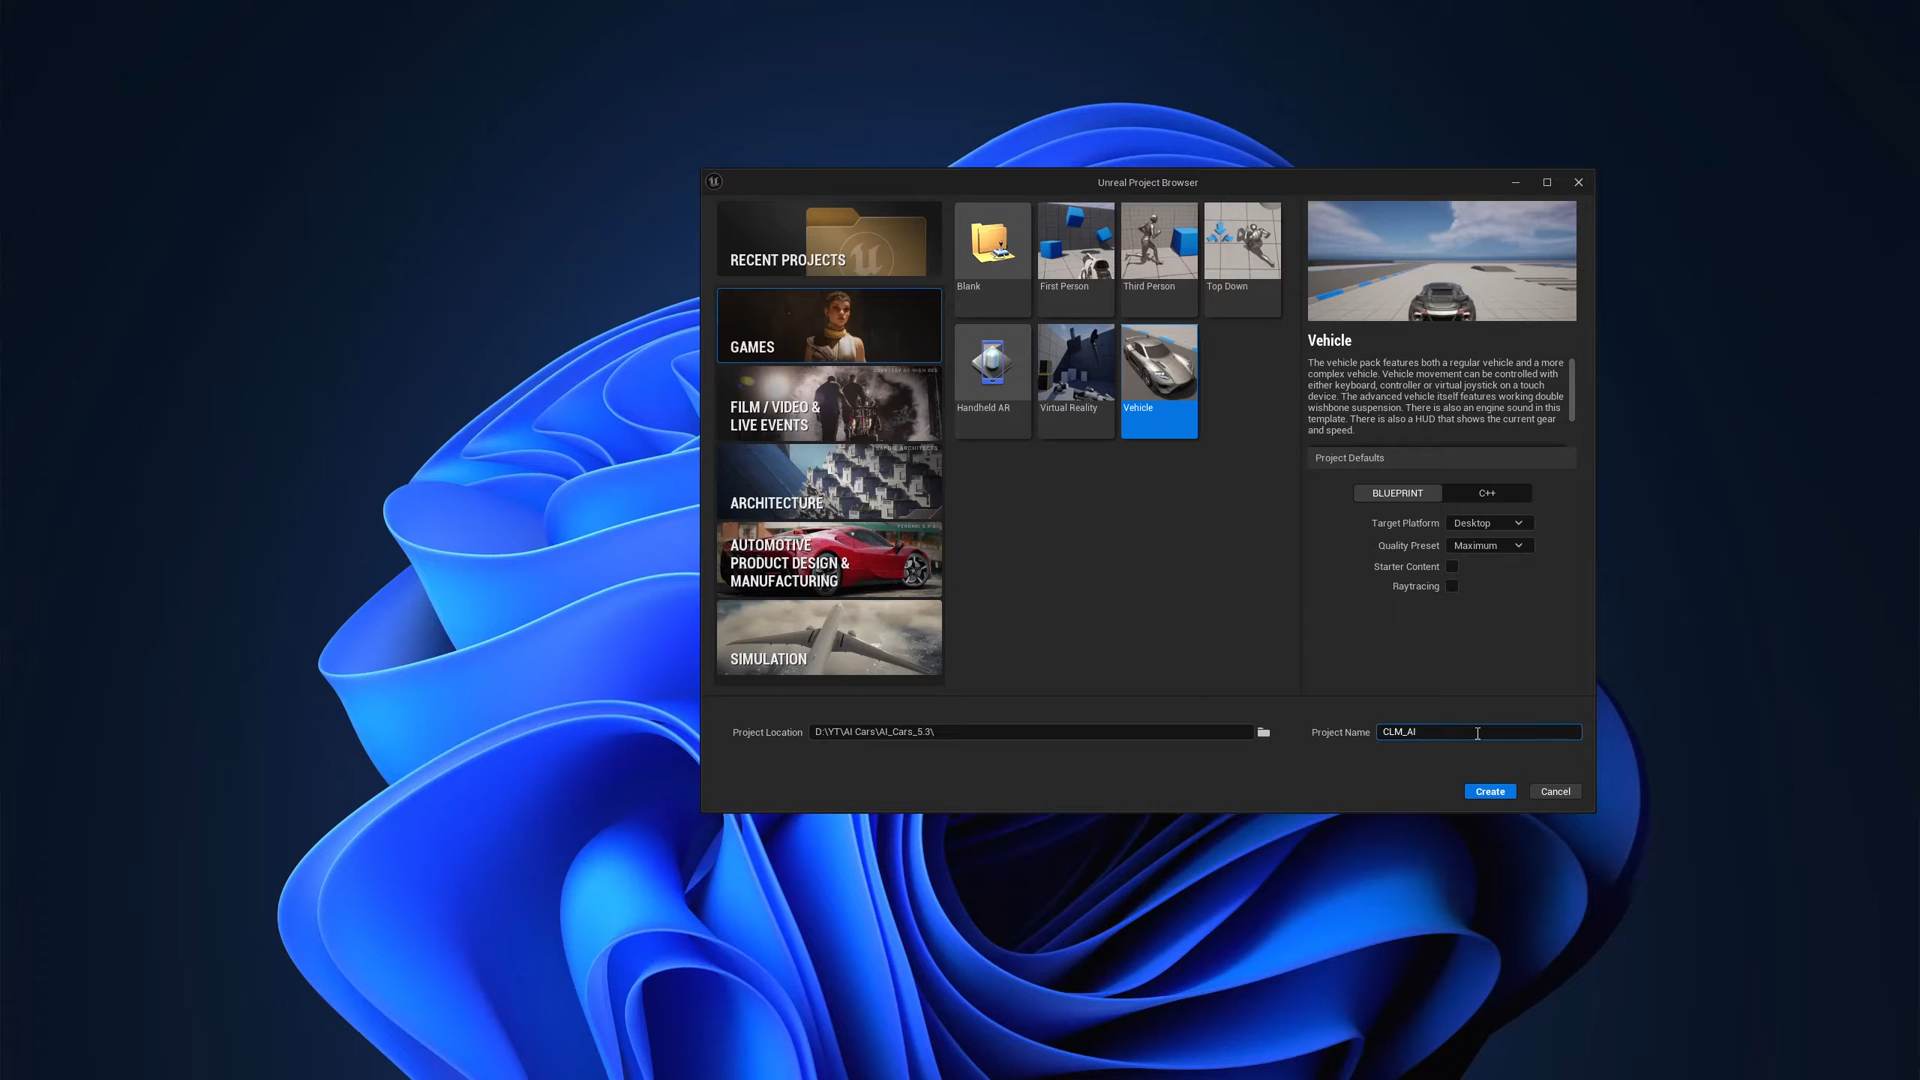 Unreal Project Browser
RECENT PROJECTS
GAMES
FILM / VIDEO &
LIVE EVENTS
ARCHITECTURE
AUTOMOTIVE
PRODUCT DESIGN &
MANUFACTURING
SIMULATION
Blank
First Person
Third Person
Top Down
Handheld AR
Virtual Reality
Vehicle
Vehicle
The vehicle pack features both a regular vehicle and a more
complex vehicle. Vehicle movement can be controlled with
either keyboard, controller or virtual joystick on a touch
device. The advanced vehicle itself features working double
wishbone suspension. There is also an engine sound in this
template. There is also a HUD that shows the current gear
and speed.
Project Defaults
BLUEPRINT
C++
Target Platform
Desktop
Quality Preset
Maximum
Starter Content
Raytracing
Project Location
D:\YT\AI Cars\AI_Cars_5.3\
Project Name
CLM_AI
Create
Cancel